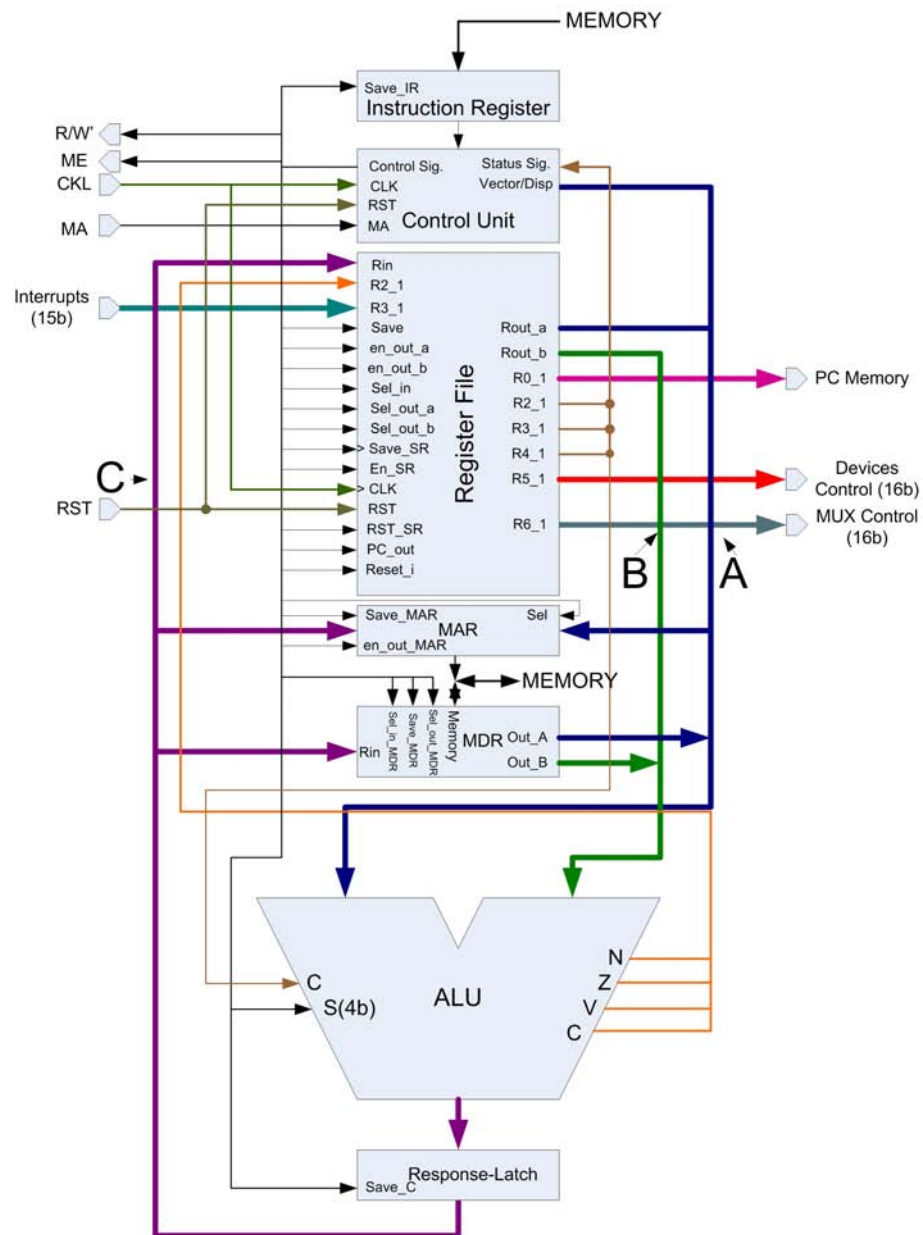 MEMORY
Save_IR
Instruction Register
R/W'
ME
CKL
MA
Control Sig.
Status Sig.
CLK
Vector/Disp
RST
MA
Control Unit
Interrupts
(15b)
RST
C
Rin
R2_1
R3_1
Save
en_out_a
en_out_b
Sel_in
Sel_out_a
Sel_out_b
> Save_SR
En_SR
> CLK
RST
RST_SR
PC_out
Reset_i
Register File
Rout_a
Rout_b
R0_1
R2_1
R3_1
R4_1
R5_1
R6_1
PC Memory
Devices
Control (16b)
MUX Control
(16b)
B
A
Save_MAR
Sel
MAR
en_out_MAR
MEMORY
Sel_in_MDR
Save_MDR
Sel_out_MDR
Memory
MDR
Out_A
Rin
Out_B
N
Z
V
C
C
S(4b)
ALU
Response-Latch
Save_C